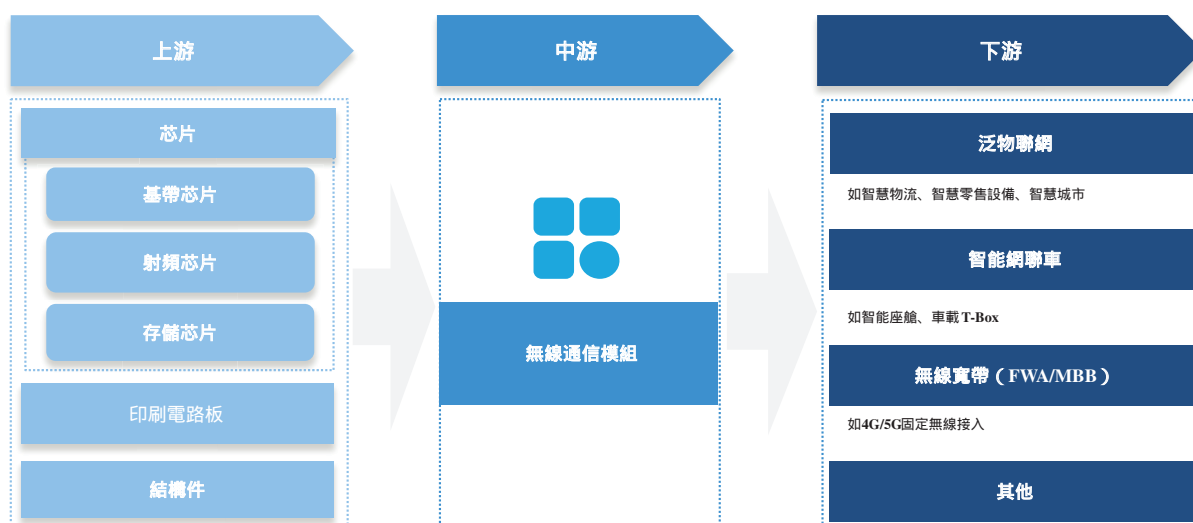 上游
中游
下游
芯片
基帶芯片
射頻芯片
存儲芯片
印刷電路板
結構件
無線通信模組
泛物聯網
如智慧物流、智慧零售設備、智慧城市
智能網聯車
如智能座艙、車載T-Box
無線寬帶（FWA/MBB）
如4G/5G固定無線接入
其他